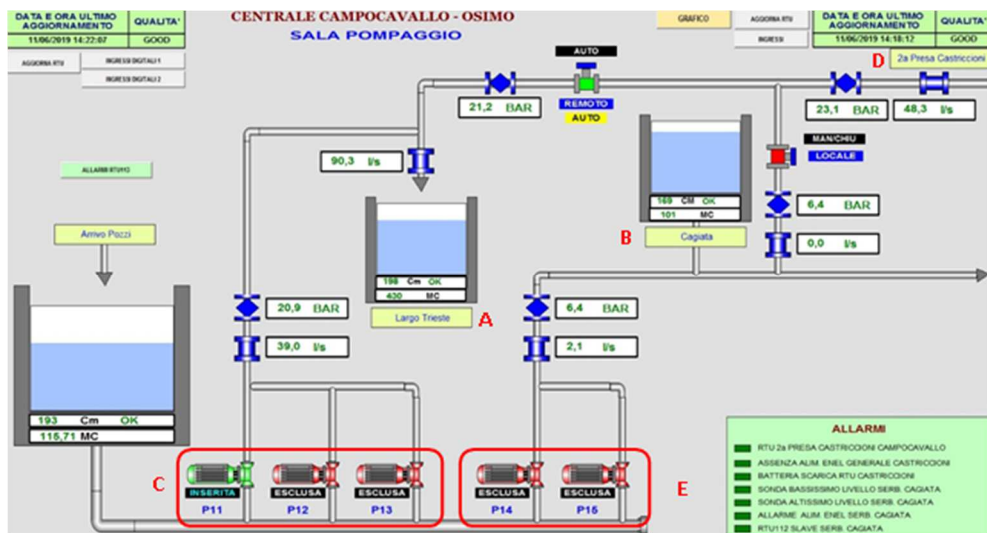 DATA E ORA ULTIMO AGGIORNAMENTO
QUALITA'
11/06/2019 14:22:07
GOOD
AGGIORNA RTU
INGRESSI DIGITALI 1
INGRESSI DIGITALI 2
CENTRALE CAMPOCAVALLO - OSIMO
SALA POMPAGGIO
GRAFICO
AGGIORNA RTU
INGRESSI
DATA E ORA ULTIMO AGGIORNAMENTO
QUALITA'
11/06/2019 14:18:12
GOOD
D
2a Presa Castriccioni
AUTO
21,2 BAR
REMOTO
AUTO
23,1 BAR
48,3 l/s
90,3 l/s
MAN/CHIU
LOCALE
ALLARMI RTU112
169 CM OK
101 MC
6,4 BAR
B
Cagiata
0,0 l/s
Arrivo Pozzi
198 Cm OK
430 MC
Largo Trieste
A
20,9 BAR
6,4 BAR
39,0 l/s
2,1 l/s
193 Cm OK
115,71 MC
C
INSERITA
ESCLUSA
ESCLUSA
ESCLUSA
ESCLUSA
E
P11
P12
P13
P14
P15
ALLARMI
RTU 2a PRESA CASTRICCIONI CAMPOCAVALLO
ASSENZA ALIM. ENEL GENERALE CASTRICCIONI
BATTERIA SCARICA RTU CASTRICCIONI
SONDA BASSISSIMO LIVELLO SERB. CAGIATA
SONDA ALTISSIMO LIVELLO SERB. CAGIATA
ALLARME ALIM. ENEL SERB. CAGIATA
RTU112 SLAVE SERB. CAGIATA